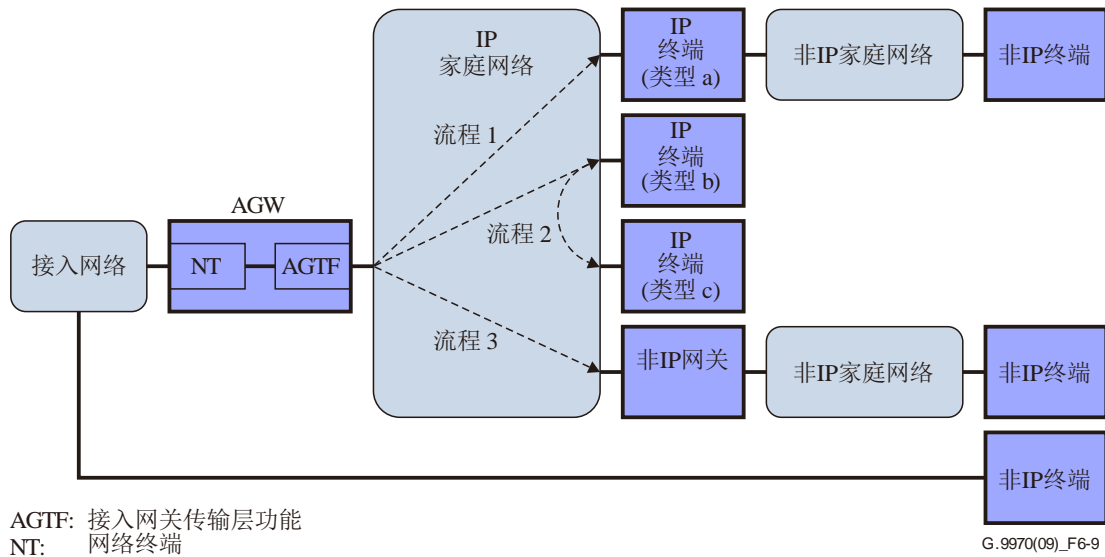 IP
家庭网络
IP
终端
(类型 a)
非IP家庭网络
非IP终端
流程 1
IP
终端
(类型 b)
AGW
流程 2
IP
终端
(类型 c)
接入网络
NT
AGTF
流程 3
非IP网关
非IP家庭网络
非IP终端
非IP终端
AGTF: 接入网关传输层功能
NT: 网络终端
G.9970(09)_F6-9